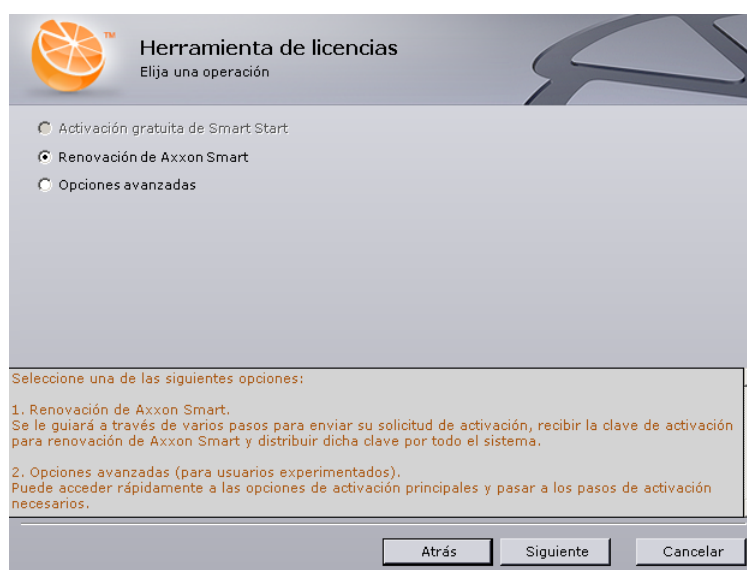 TM
Herramienta de licencias
Elija una operación
Activación gratuita de Smart Start
Renovación de Axxon Smart
Opciones avanzadas
Seleccione una de las siguientes opciones:
1. Renovación de Axxon Smart.
Se le guiará a través de varios pasos para enviar su solicitud de activación, recibir la clave de activación
para renovación de Axxon Smart y distribuir dicha clave por todo el sistema.
2. Opciones avanzadas (para usuarios experimentados).
Puede acceder rápidamente a las opciones de activación principales y pasar a los pasos de activación
necesarios.
Atrás
Siguiente
Cancelar